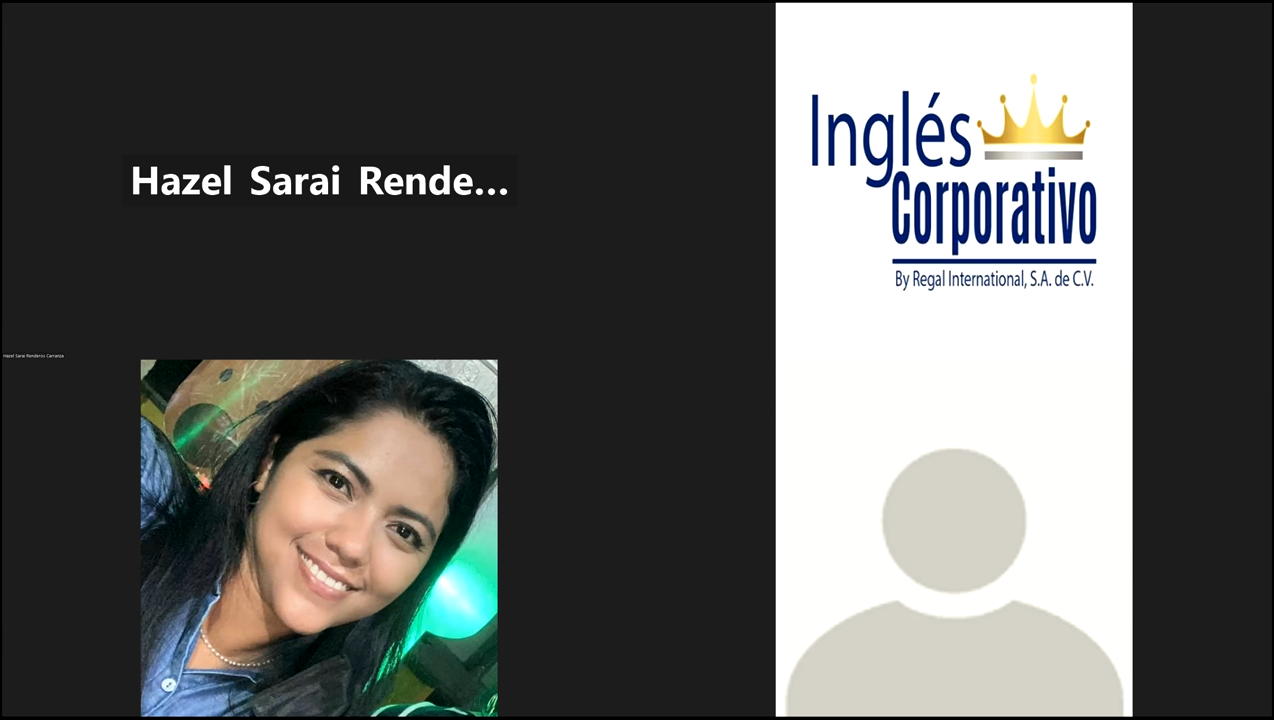 Hazel Sarai Rende...
Hazel Sarai Renderos Carranza
Inglés
Corporativo
By Regal International, S.A. de C.V.